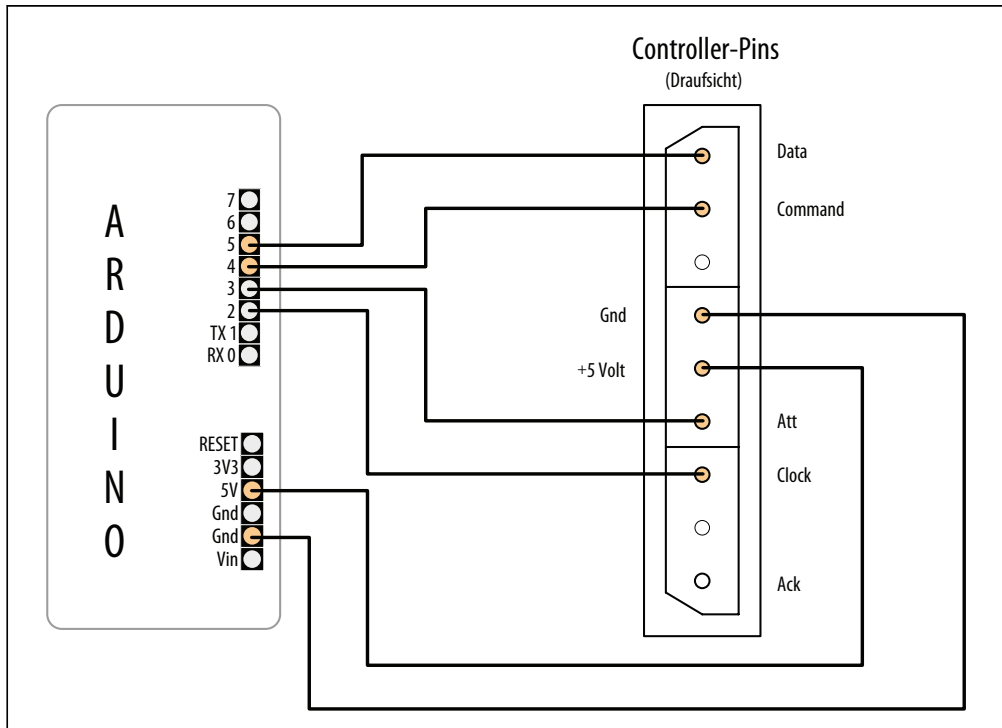 Controller-Pins
(Draufsicht)
ARDUINO
7
6
5
4
3
2
TX 1
RX 0
RESET
3V3
5V
Gnd
Gnd
Vin
Data
Command
Gnd
+5 Volt
Att
Clock
Ack